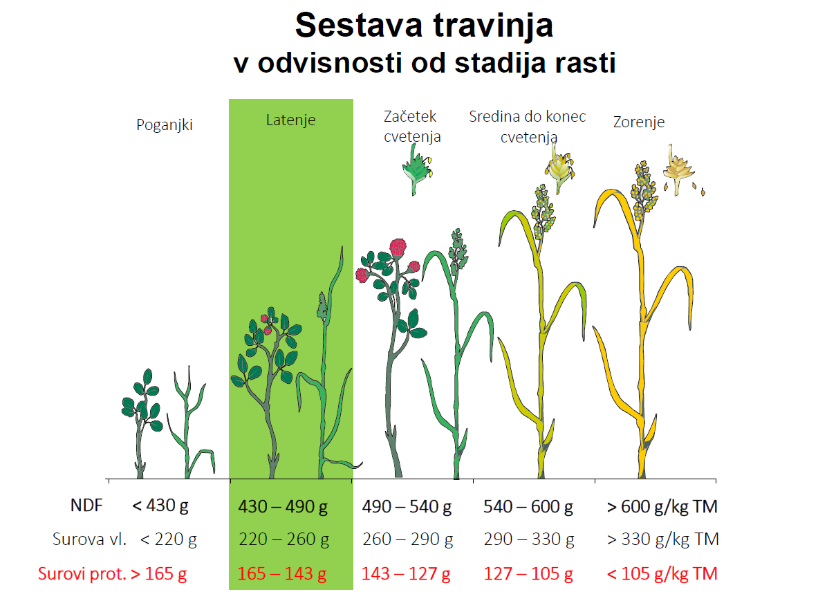 Sestava travinja
v odvisnosti od stadija rasti
Poganjki
Latenje
Začetek
cvetenja
Sredina do konec
cvetenja
Zorenje
NDF < 430 g 430 – 490 g 490 – 540 g 540 – 600 g > 600 g/kg TM
Surova vl. < 220 g 220 – 260 g 260 – 290 g 290 – 330 g > 330 g/kg TM
Surovi prot. > 165 g 165 – 143 g 143 – 127 g 127 – 105 g < 105 g/kg TM